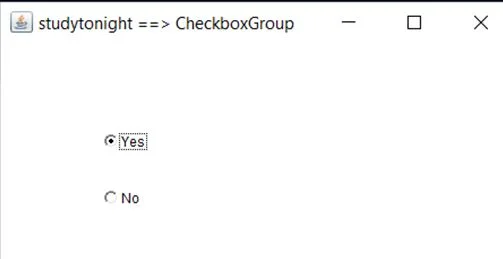 studytonight ==> CheckboxGroup
Yes
No